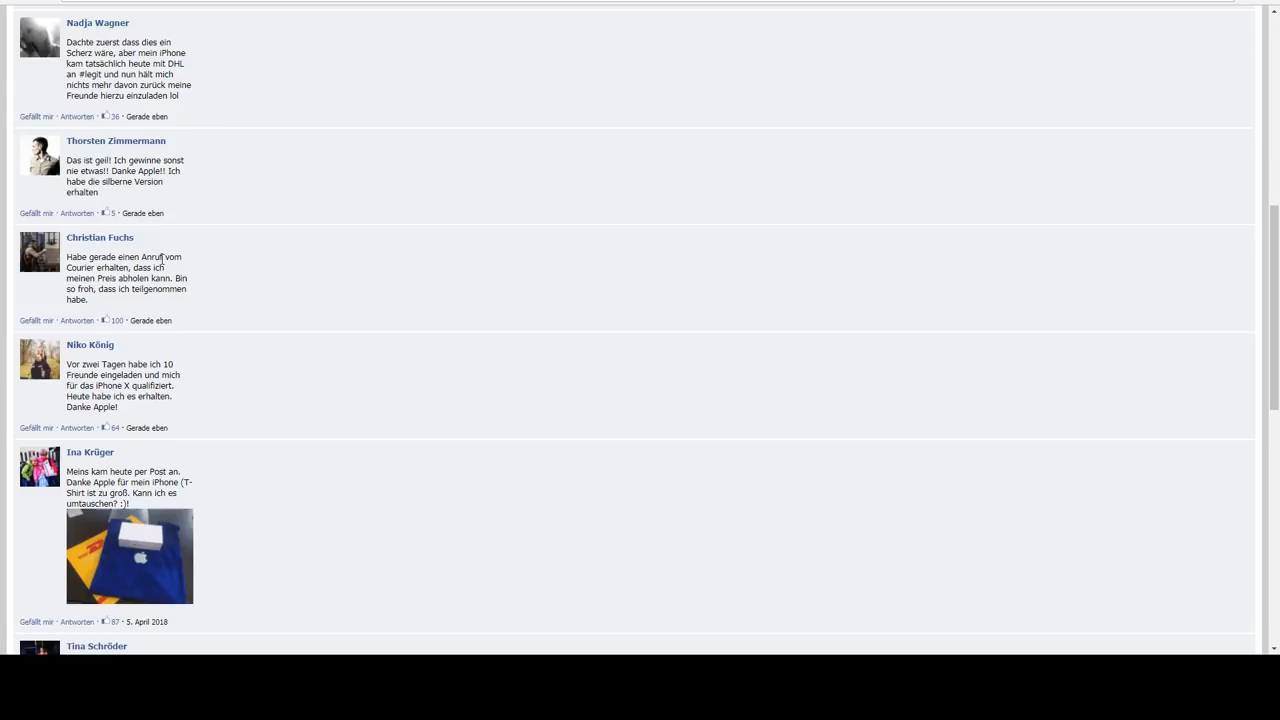 Nadja Wagner
Dachte zuerst dass dies ein
Scherz wäre, aber mein iPhone
kam tatsächlich heute mit DHL
an #legit und nun hält mich
nichts mehr davon zurück meine
Freunde hierzu einzuladen lol
Gefällt mir · Antworten · 36 · Gerade eben
Thorsten Zimmermann
Das ist geil! Ich gewinne sonst
nie etwas!! Danke Apple!! Ich
habe die silberne Version
erhalten
Gefällt mir · Antworten · 5 · Gerade eben
Christian Fuchs
Habe gerade einen Anruf vom
Courier erhalten, dass ich
meinen Preis abholen kann. Bin
so froh, dass ich teilgenommen
habe.
Gefällt mir · Antworten · 100 · Gerade eben
Niko König
Vor zwei Tagen habe ich 10
Freunde eingeladen und mich
für das iPhone X qualifiziert.
Heute habe ich es erhalten.
Danke Apple!
Gefällt mir · Antworten · 64 · Gerade eben
Ina Krüger
Meins kam heute per Post an.
Danke Apple für mein iPhone (T-
Shirt ist zu groß. Kann ich es
umtauschen? :)!
Gefällt mir · Antworten · 87 · 5. April 2018
Tina Schröder